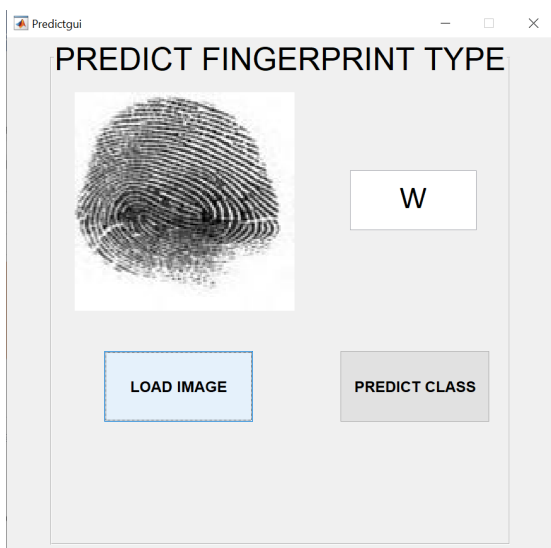 Predictgui
PREDICT FINGERPRINT TYPE
W
LOAD IMAGE
PREDICT CLASS